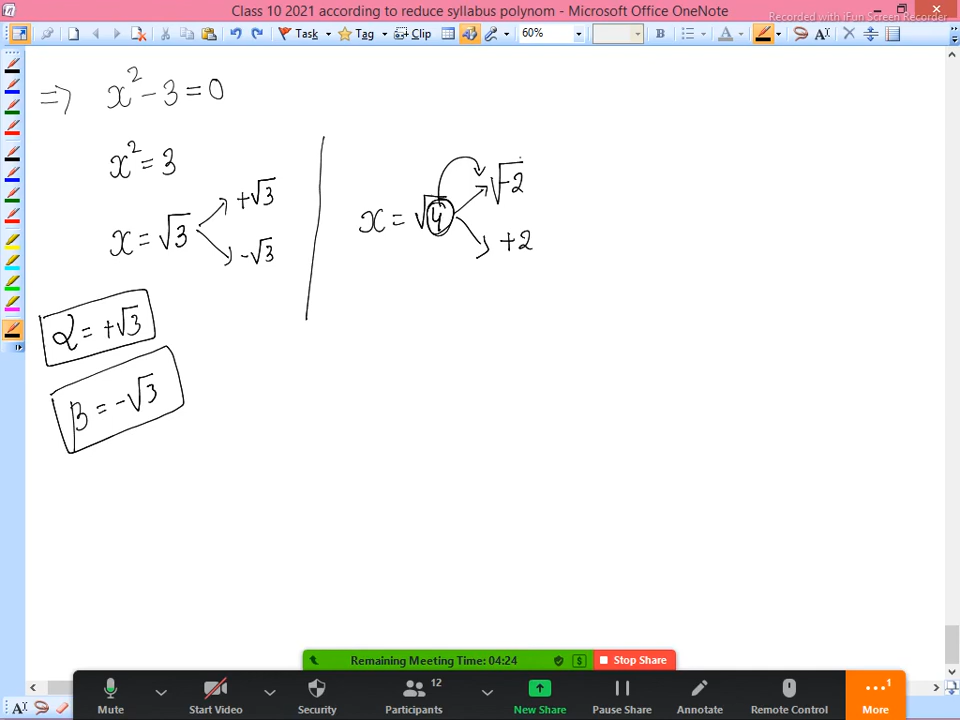 Class 10 2021 according to reduce syllabus polynom - Microsoft Office OneNote
Recorded with iFun Screen Recorder
Task Tag Clip 60% B A A
⇒ x² - 3 = 0
x² = 3
x = √3
+√3
-√3
α = +√3
β = -√3
x = √4
√-2
+2
Remaining Meeting Time: 04:24 Stop Share
12 1
Mute Start Video Security Participants New Share Pause Share Annotate Remote Control More